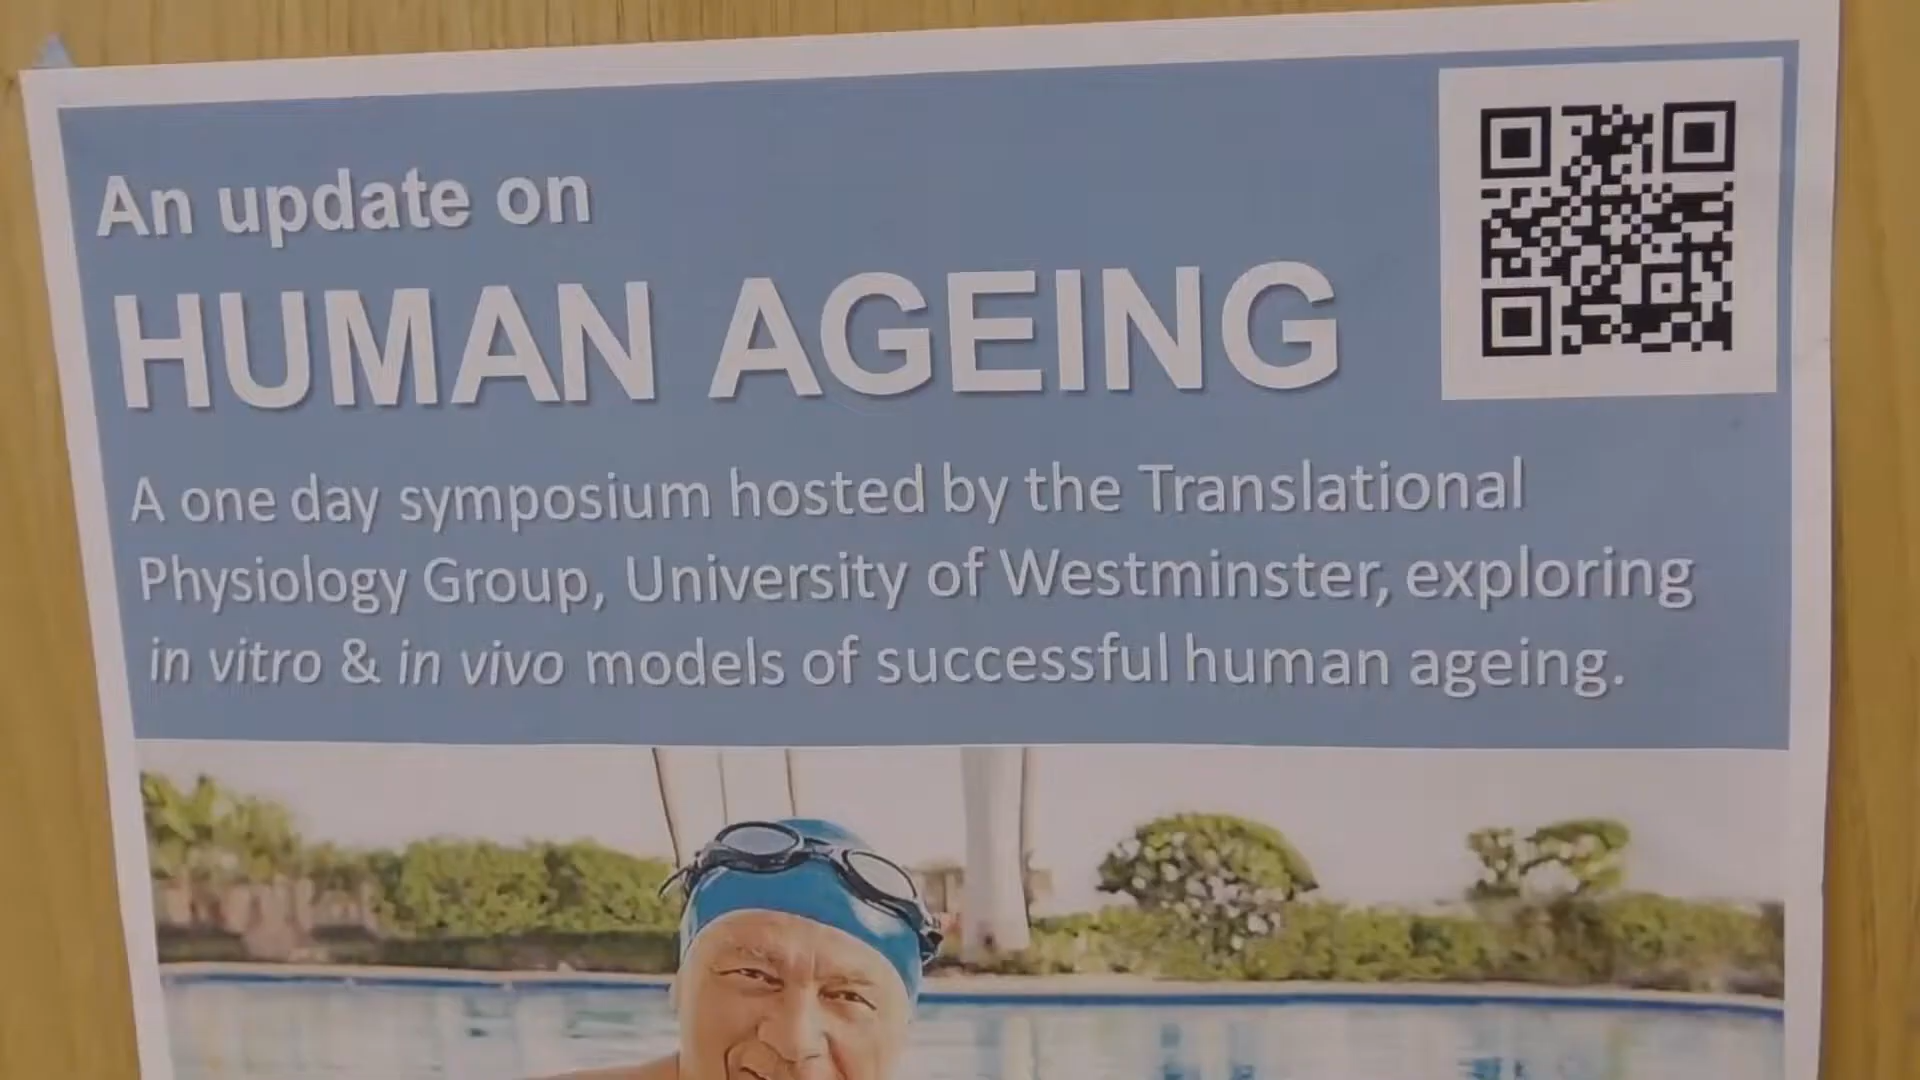 An update on
HUMAN AGEING
A one day symposium hosted by the Translational
Physiology Group, University of Westminster, exploring
in vitro & in vivo models of successful human ageing.